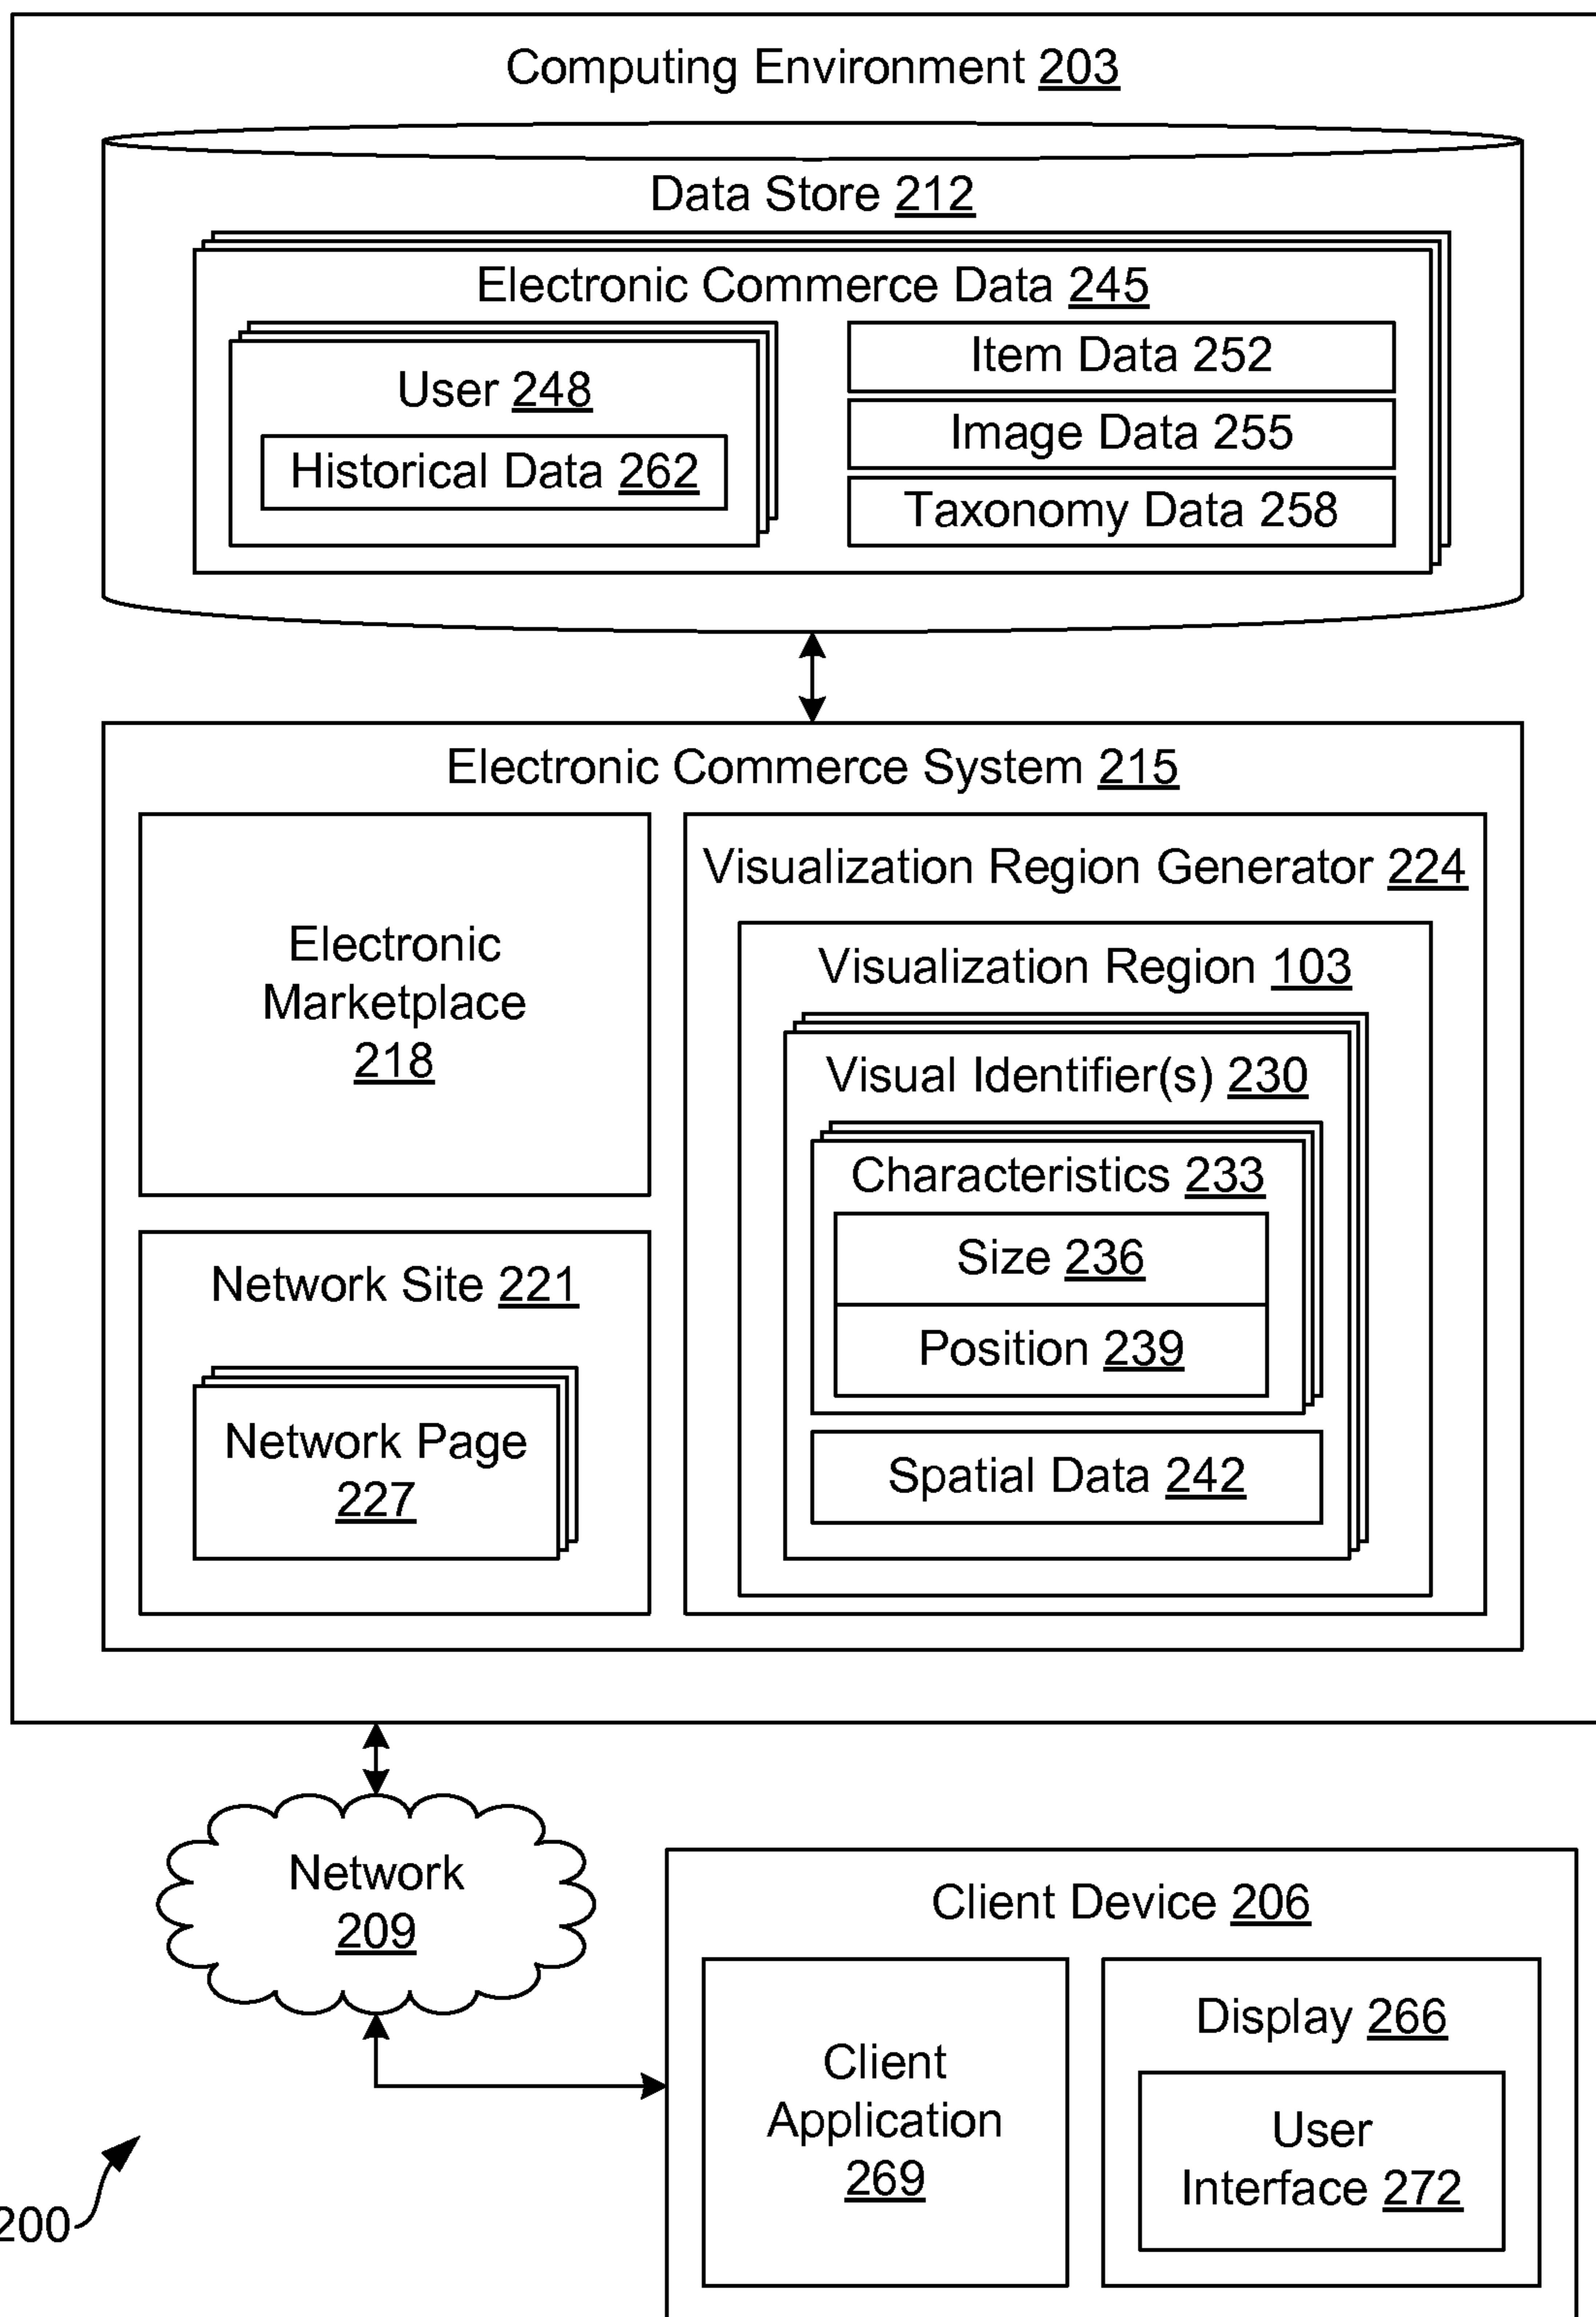 Computing Environment 203
Data Store 212
Electronic Commerce Data 245
User 248
Historical Data 262
Item Data 252
Image Data 255
Taxonomy Data 258
Electronic Commerce System 215
Electronic
Marketplace
218
Network Site 221
Network Page
227
Visualization Region Generator 224
Visualization Region 103
Visual Identifier(s) 230
Characteristics 233
Size 236
Position 239
Spatial Data 242
Network
209
Client Device 206
Client
Application
269
Display 266
User
Interface 272
200